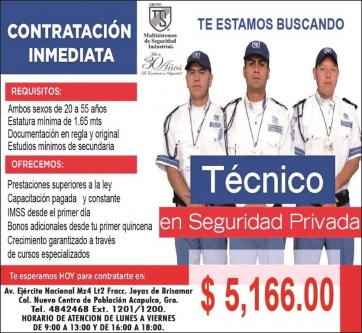 CONTRATACIÓN
INMEDIATA
GRUPO
Multisistemas
de Seguridad
Industrial.
30 Años
TE ESTAMOS BUSCANDO
REQUISITOS:
Ambos sexos de 20 a 55 años
Estatura mínima de 1.65 mts
Documentación en regla y original
Estudios mínimos de secundaria
OFRECEMOS:
Prestaciones superiores a la ley
Capacitación pagada y constante
IMSS desde el primer día
Bonos adicionales desde tu primer quincena
Crecimiento garantizado a través
de cursos especializados
Técnico
en Seguridad Privada
Te esperamos HOY para contratarte en:
Av. Ejército Nacional Mz4 Lt2 Fracc. Joyas de Brisamar
Col. Nuevo Centro de Población Acapulco, Gro.
Tel. 4842468 Ext. 1201/1200.
HORARIO DE ATENCION DE LUNES A VIERNES
DE 9:00 A 13:00 Y DE 16:00 A 18:00.
$ 5,166.00